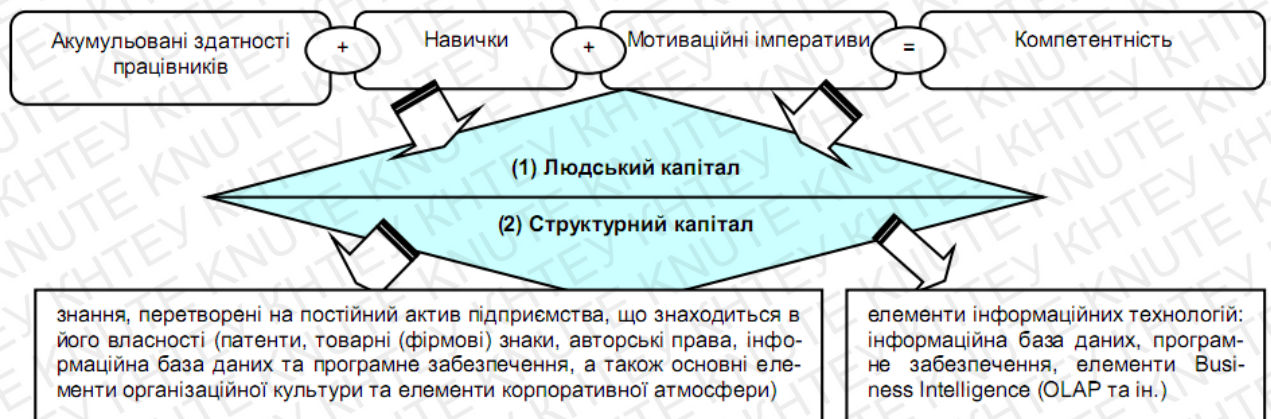 Акумульовані здатності
працівників
+
Навички
+
Мотиваційні імперативи
=
Компетентність
(1) Людський капітал
(2) Структурний капітал
знання, перетворені на постійний актив підприємства, що знаходиться в
його власності (патенти, товарні (фірмові) знаки, авторські права, інфо-
рмаційна база даних та програмне забезпечення, а також основні еле-
менти організаційної культури та елементи корпоративної атмосфери)
елементи інформаційних технологій:
інформаційна база даних, програм-
не забезпечення, елементи Busi-
ness Intelligence (OLAP та ін.)
КНТЕУ KNUTE